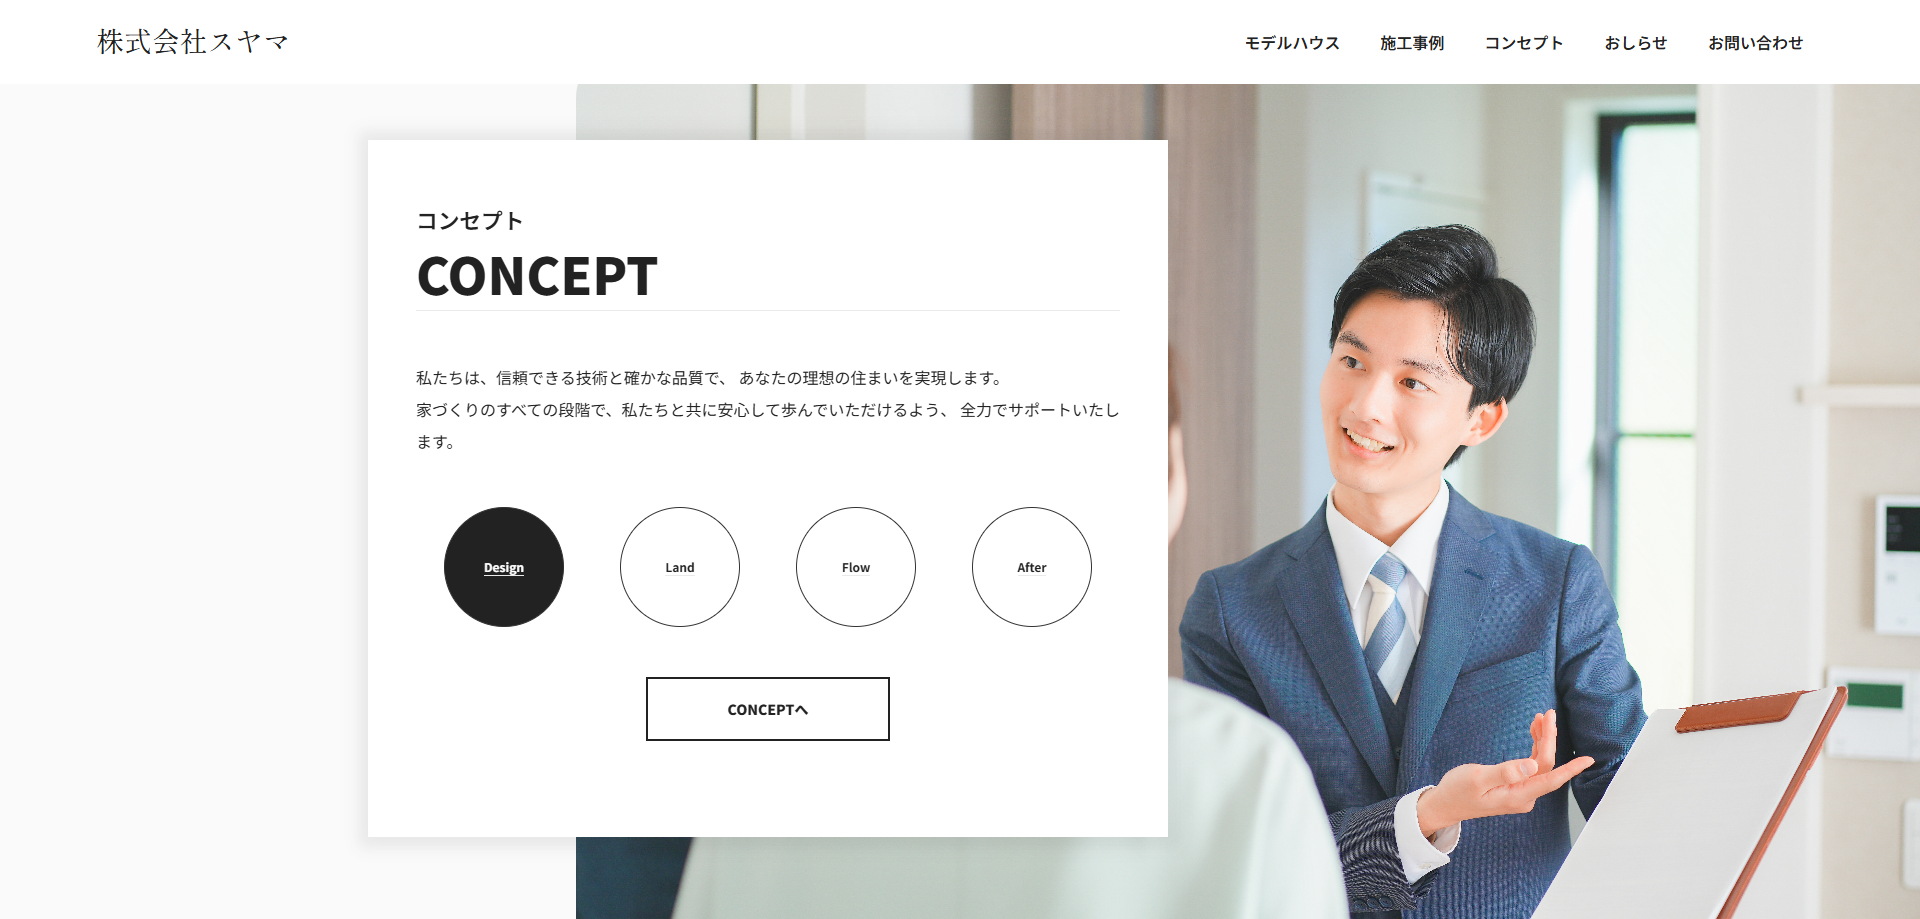 株式会社スヤマ
モデルハウス 施工事例 コンセプト おしらせ お問い合わせ
コンセプト
CONCEPT
私たちは、信頼できる技術と確かな品質で、 あなたの理想の住まいを実現します。
家づくりのすべての段階で、私たちと共に安心して歩んでいただけるよう、 全力でサポートいたし
ます。
Design Land Flow After
CONCEPTへ